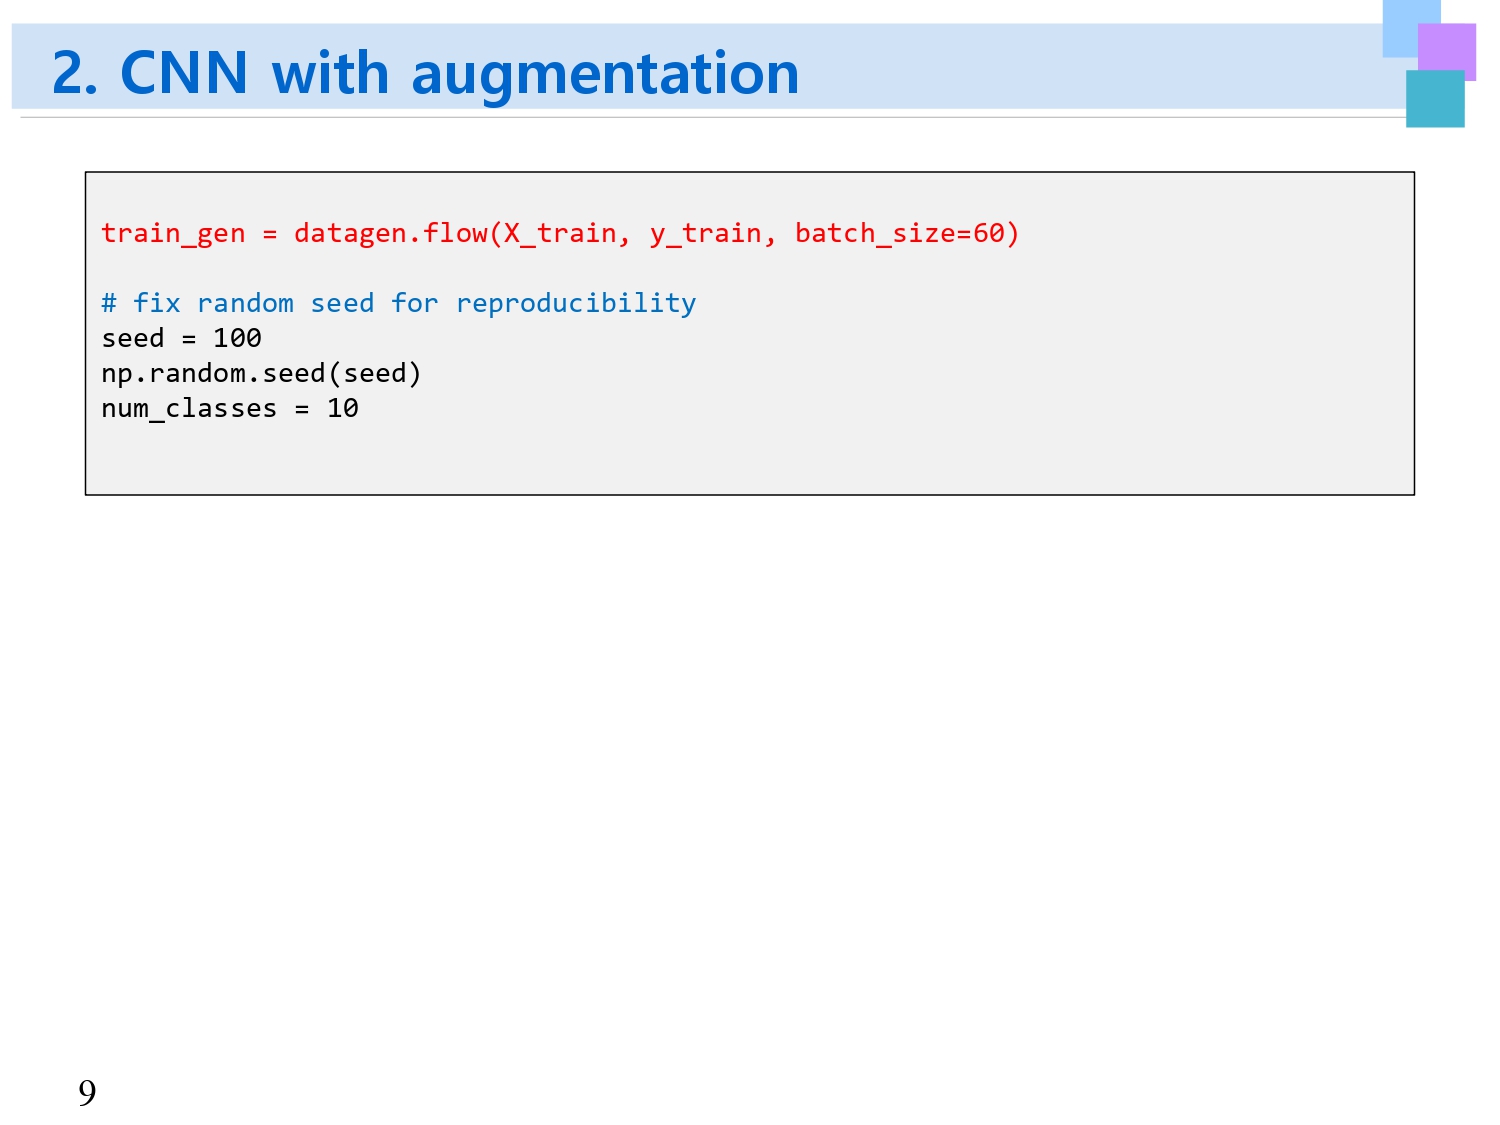 2. CNN with augmentation
train_gen = datagen.flow(X_train, y_train, batch_size=60)
# fix random seed for reproducibility
seed = 100
np.random.seed(seed)
num_classes = 10
9